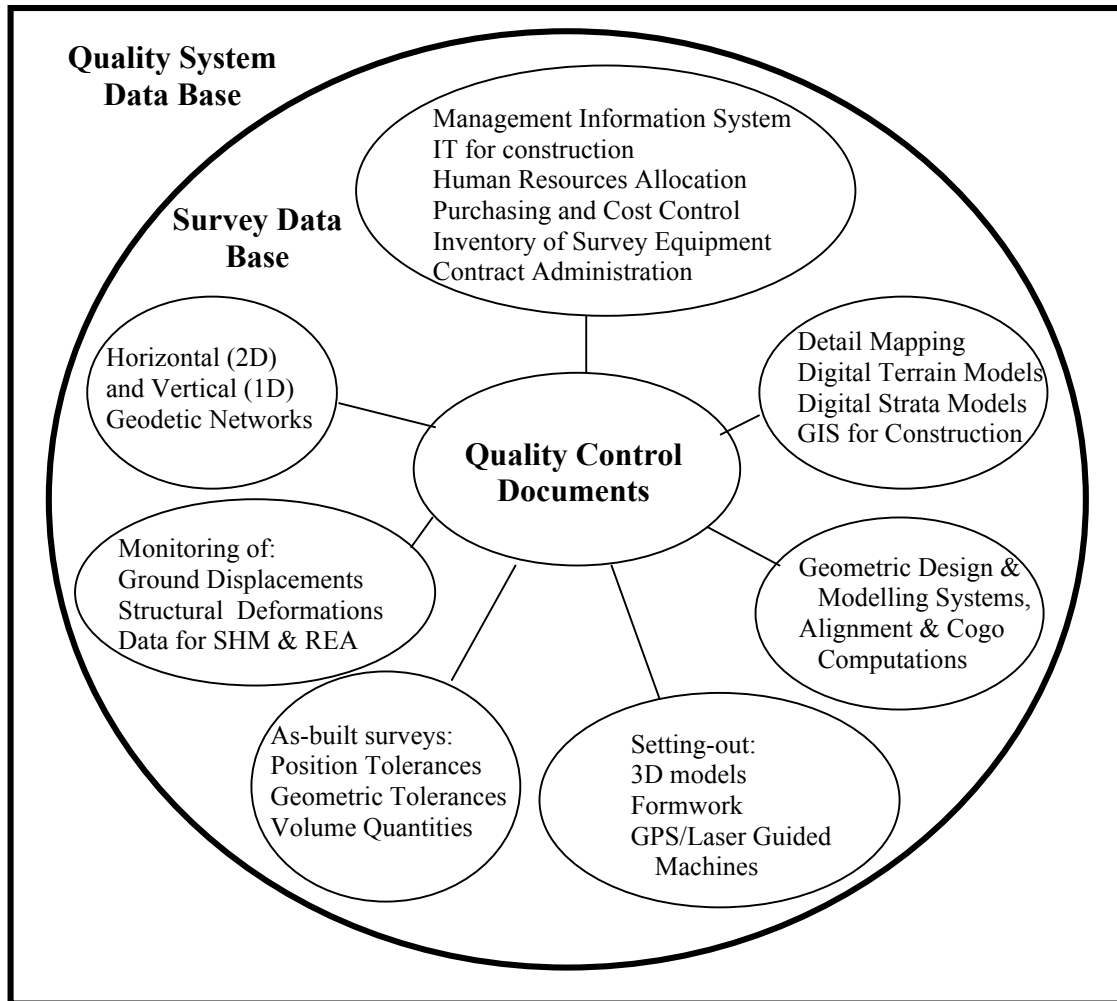 Quality System
Data Base
Management Information System
IT for construction
Human Resources Allocation
Purchasing and Cost Control
Inventory of Survey Equipment
Contract Administration
Survey Data
Base
Horizontal (2D)
and Vertical (1D)
Geodetic Networks
Detail Mapping
Digital Terrain Models
Digital Strata Models
GIS for Construction
Quality Control
Documents
Monitoring of:
Ground Displacements
Structural Deformations
Data for SHM & REA
Geometric Design &
Modelling Systems,
Alignment & Cogo
Computations
As-built surveys:
Position Tolerances
Geometric Tolerances
Volume Quantities
Setting-out:
3D models
Formwork
GPS/Laser Guided
Machines